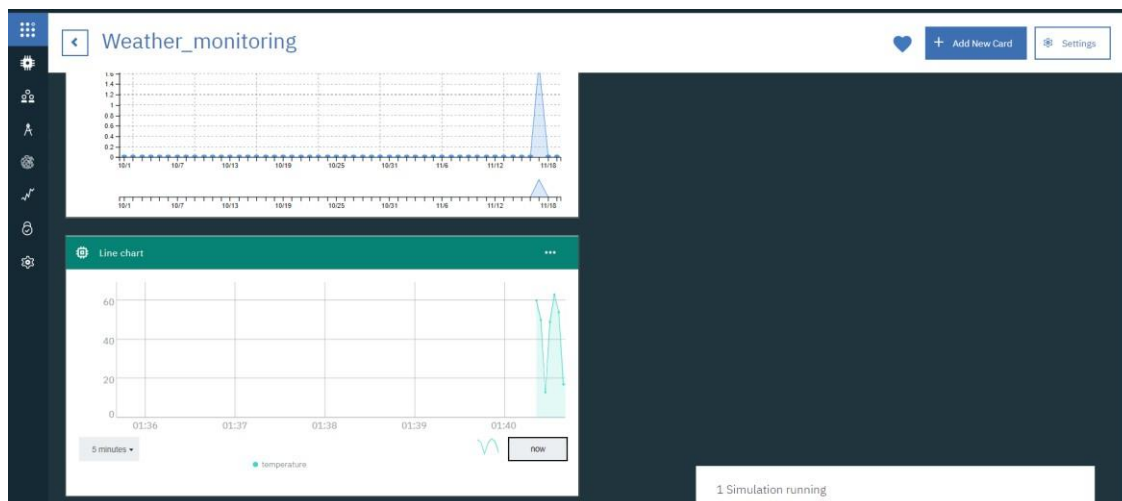 Weather_monitoring
+ Add New Card
Settings
1.6
1.4
1.2
1
0.8
0.6
0.4
0.2
0
10/1 10/7 10/13 10/19 10/25 10/31 11/6 11/12 11/18
10/1 10/7 10/13 10/19 10/25 10/31 11/6 11/12 11/18
Line chart
60
40
20
0
01:36 01:37 01:38 01:39 01:40
5 minutes
now
temperature
1 Simulation running